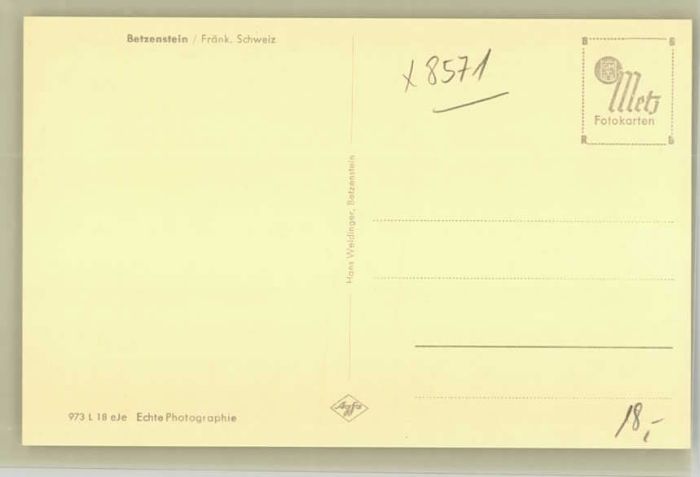 Betzenstein / Fränk. Schweiz
x 8571
Metz
Fotokarten
Hans Weidinger, Betzenstein
973 L 18 eJe Echte Photographie
Agfa
18,-